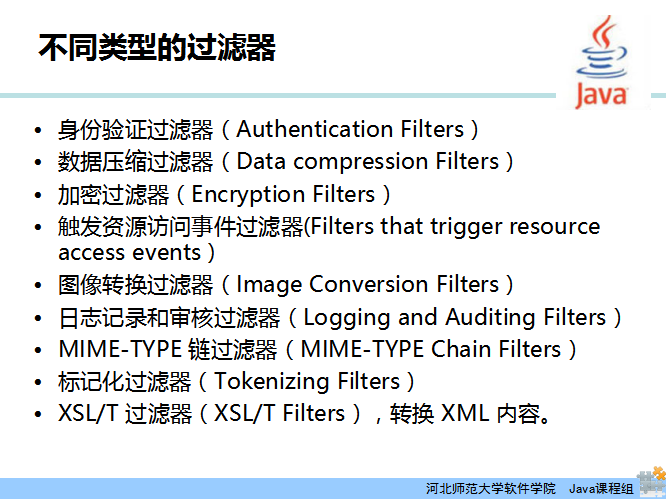 不同类型的过滤器
Java
• 身份验证过滤器（Authentication Filters）
• 数据压缩过滤器（Data compression Filters）
• 加密过滤器（Encryption Filters）
• 触发资源访问事件过滤器(Filters that trigger resource
access events）
• 图像转换过滤器（Image Conversion Filters）
• 日志记录和审核过滤器（Logging and Auditing Filters）
• MIME-TYPE 链过滤器（MIME-TYPE Chain Filters）
• 标记化过滤器（Tokenizing Filters）
• XSL/T 过滤器（XSL/T Filters），转换 XML 内容。
河北师范大学软件学院 Java课程组